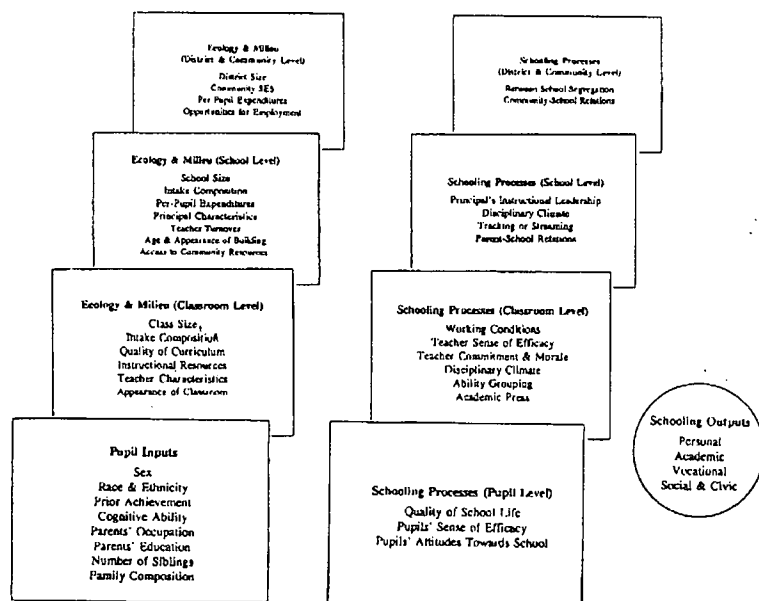 Ecology & Milieu
(District & Community Level)
District Size
Community SES
Per Pupil Expenditures
Opportunities for Employment
Schooling Processes
(District & Community Level)
Between School Segregation
Community-School Relations
Ecology & Milieu (School Level)
School Size
Intake Composition
Per-Pupil Expenditures
Principal Characteristics
Teacher Turnover
Age & Appearance of Building
Access to Community Resources
Schooling Processes (School Level)
Principal's Instructional Leadership
Disciplinary Climate
Tracking or Streaming
Parent-School Relations
Ecology & Milieu (Classroom Level)
Class Size
Intake Composition
Quality of Curriculum
Instructional Resources
Teacher Characteristics
Appearance of Classroom
Schooling Processes (Classroom Level)
Working Conditions
Teacher Sense of Efficacy
Teacher Commitment & Morale
Disciplinary Climate
Ability Grouping
Academic Press
Pupil Inputs
Sex
Race & Ethnicity
Prior Achievement
Cognitive Ability
Parents' Occupation
Parents' Education
Number of Siblings
Family Composition
Schooling Processes (Pupil Level)
Quality of School Life
Pupils' Sense of Efficacy
Pupils' Attitudes Towards School
Schooling Outputs
Personal
Academic
Vocational
Social & Civic